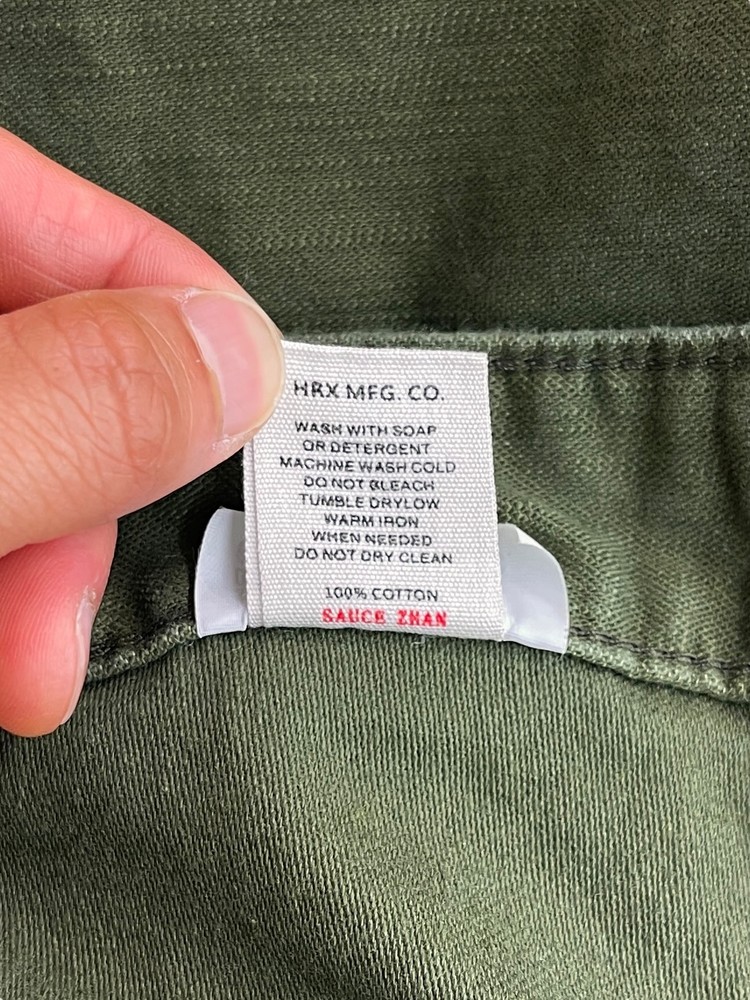 HRX MFG. CO.
WASH WITH SOAP
OR DETERGENT
MACHINE WASH COLD
DO NOT BLEACH
TUMBLE DRYLOW
WARM IRON
WHEN NEEDED
DO NOT DRY CLEAN
100% COTTON
SAUCE ZHAN